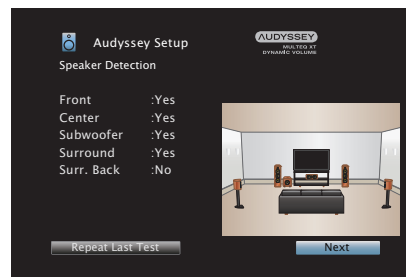 Audyssey Setup
AUDYSSEY
MULTEQ XT
DYNAMIC VOLUME
Speaker Detection
Front :Yes
Center :Yes
Subwoofer :Yes
Surround :Yes
Surr. Back :No
Repeat Last Test
Next